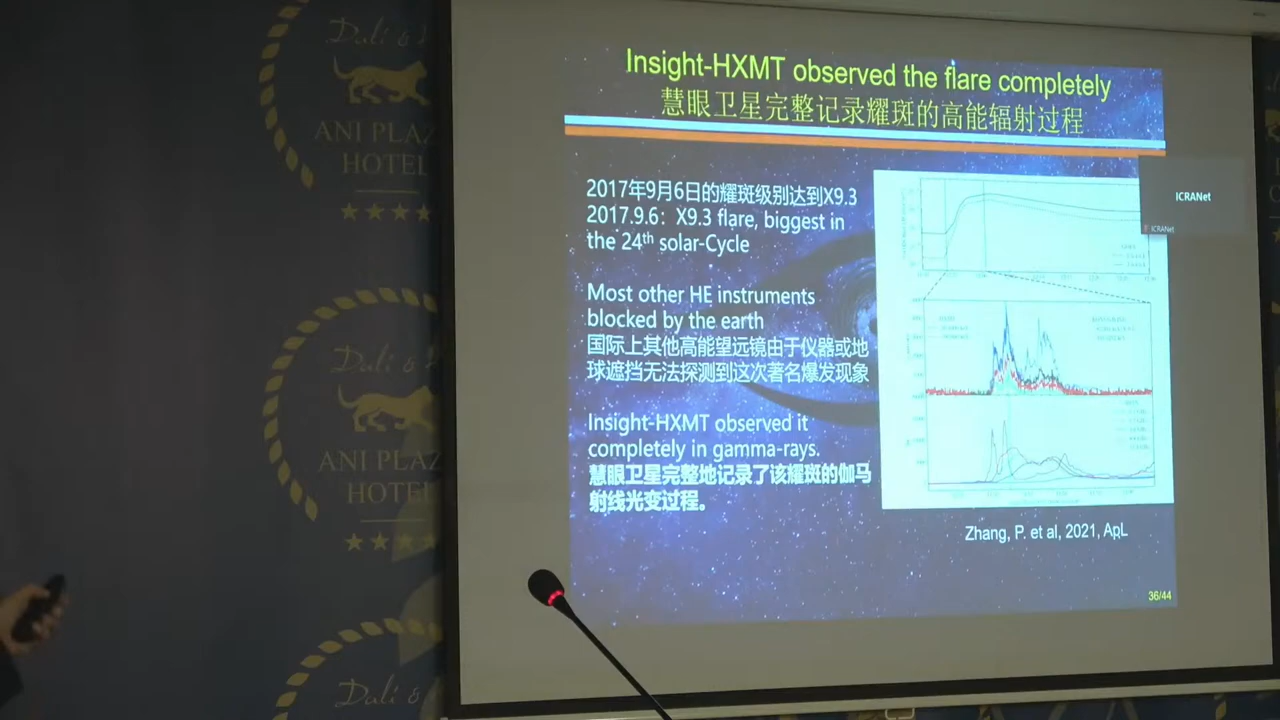 Insight-HXMT observed the flare completely
慧眼卫星完整记录耀斑的高能辐射过程
2017年9月6日的耀斑级别达到X9.3
2017.9.6: X9.3 flare, biggest in
the 24th solar-Cycle
Most other HE instruments
blocked by the earth
国际上其他高能望远镜由于仪器或地
球遮挡无法探测到这次著名爆发现象
Insight-HXMT observed it
completely in gamma-rays.
慧眼卫星完整地记录了该耀斑的伽马
射线光变过程。
Zhang, P. et al, 2021, ApL
36/44
ICRANet
ICRANet
Dali &
ANI PLAZ
HOTEL
Dali &
ANI PLAZ
HOTEL
Dali &